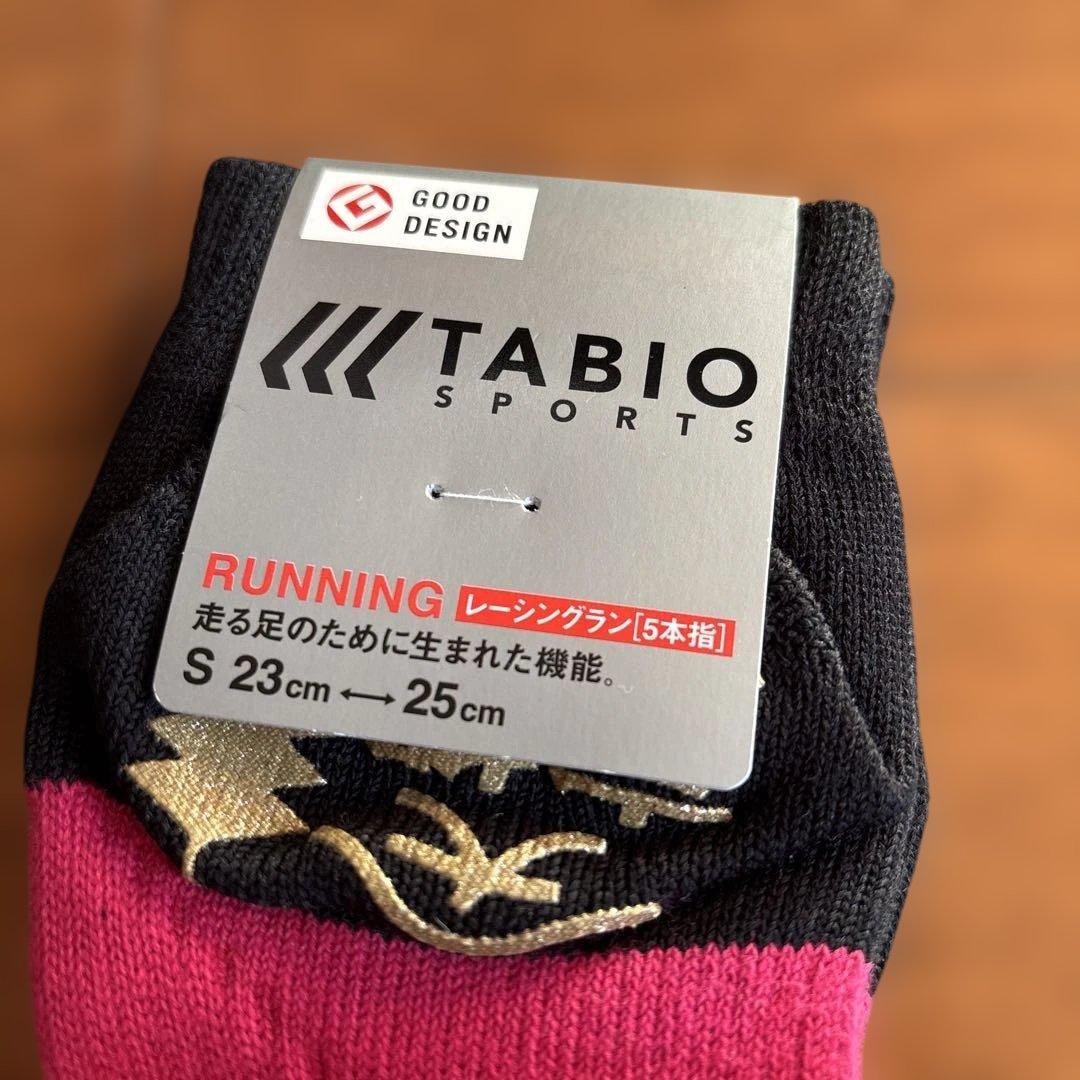 GOOD
DESIGN
TABIO
SPORTS
RUNNING レーシングラン[5本指]
走る足のために生まれた機能。
S 23cm ⟷ 25cm